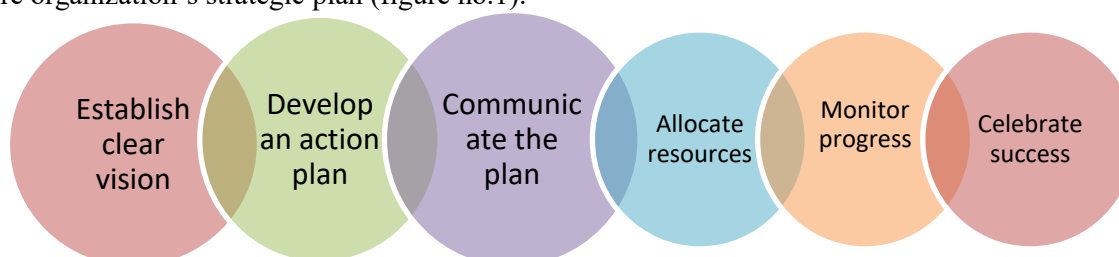 re organization's strategic plan (figure no.1).
Establish
clear
vision
Develop
an action
plan
Communic
ate the
plan
Allocate
resources
Monitor
progress
Celebrate
success